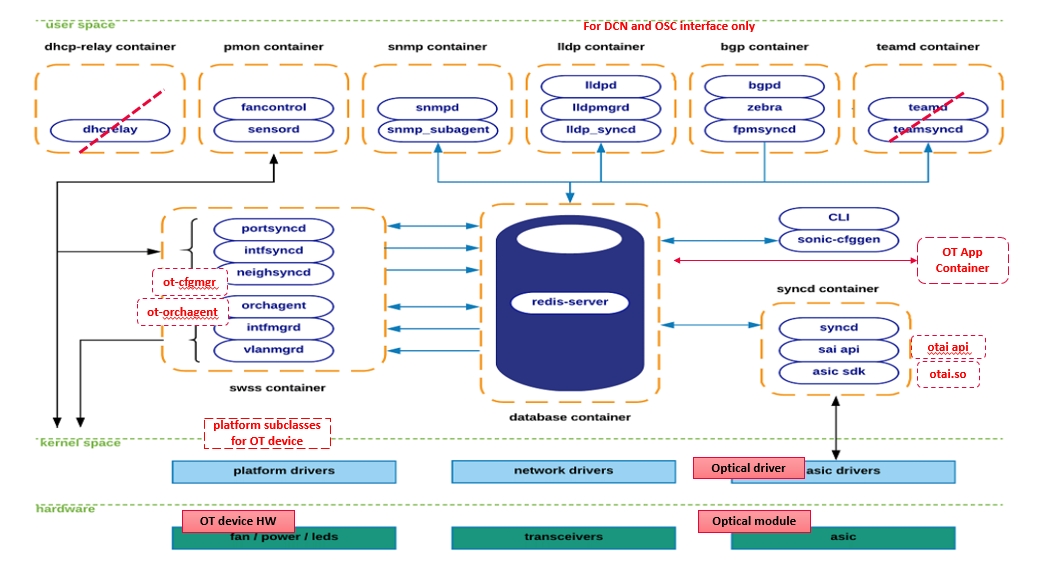 user space
For DCN and OSC interface only
dhcp-relay container
pmon container
snmp container
lldp container
bgp container
teamd container
dhcrelay
fancontrol
sensord
snmpd
snmp_subagent
lldpd
lldpmgrd
lldp_syncd
bgpd
zebra
fpmsyncd
teamd
teamsyncd
portsyncd
intfsyncd
neighsyncd
ot-cfgmgr
ot-orchagent
orchagent
intfmgrd
vlanmgrd
swss container
redis-server
database container
CLI
sonic-cfggen
OT App
Container
syncd container
syncd
sai api
asic sdk
otai api
otai.so
platform subclasses
for OT device
kernel space
platform drivers
network drivers
Optical driver
asic drivers
hardware
OT device HW
fan / power / leds
transceivers
Optical module
asic